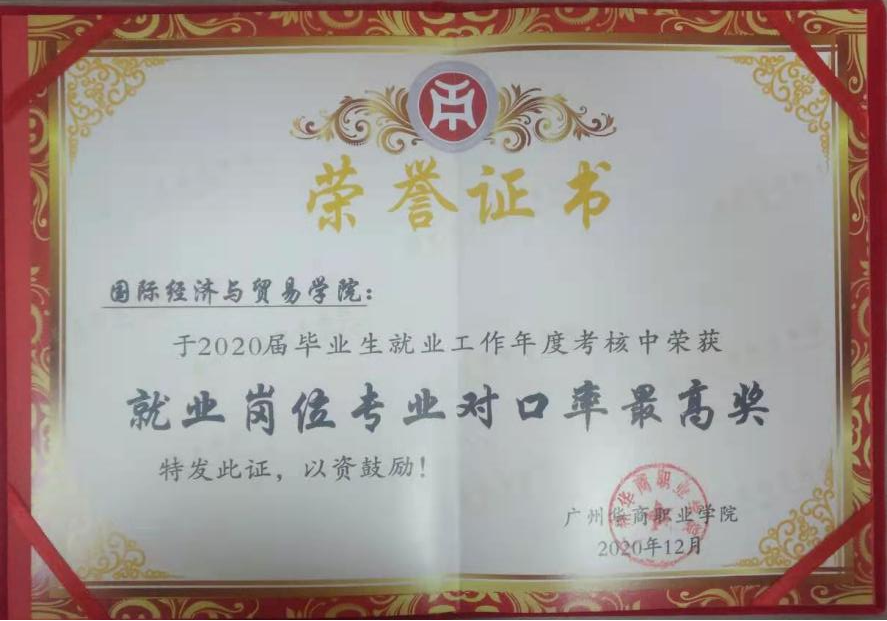 荣誉证书
国际经济与贸易学院：
于2020届毕业生就业工作年度考核中荣获
就业岗位专业对口率最高奖
特发此证，以资鼓励！
广州华商职业学院
2020年12月